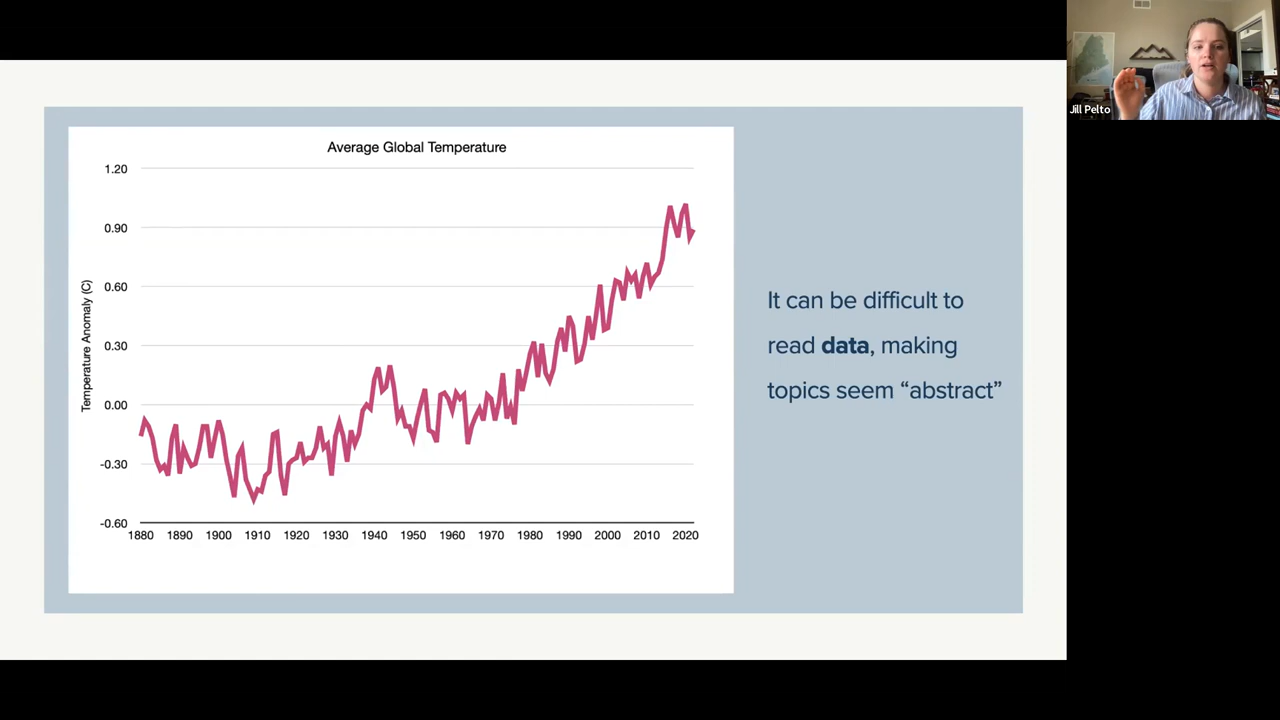 Jill Pelto
Average Global Temperature
1.20
0.90
0.60
0.30
0.00
-0.30
-0.60
Temperature Anomaly (C)
1880 1890 1900 1910 1920 1930 1940 1950 1960 1970 1980 1990 2000 2010 2020
It can be difficult to
read data, making
topics seem “abstract”